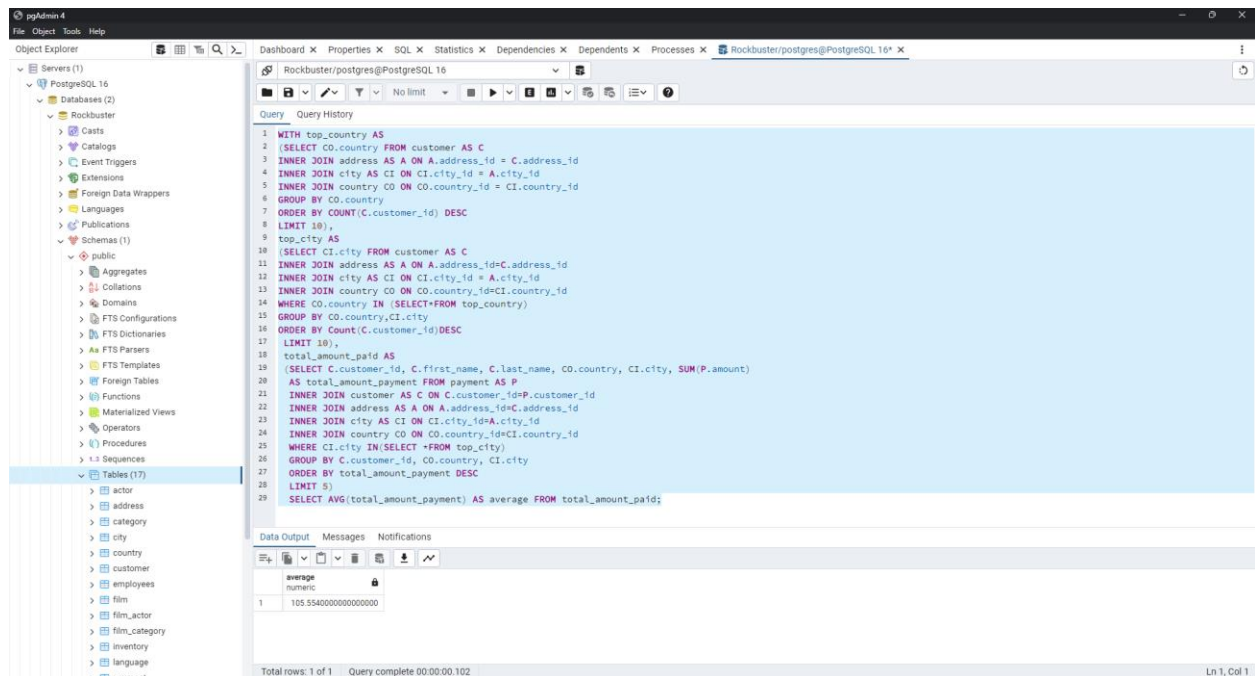 pgAdmin 4
File Object Tools Help
Object Explorer
Dashboard Properties SQL Statistics Dependencies Dependents Processes Rockbuster/postgres@PostgreSQL 16*
Servers (1)
PostgreSQL 16
Databases (2)
Rockbuster
Casts
Catalogs
Event Triggers
Extensions
Foreign Data Wrappers
Languages
Publications
Schemas (1)
public
Aggregates
Collations
Domains
FTS Configurations
FTS Dictionaries
Aa FTS Parsers
FTS Templates
Foreign Tables
Functions
Materialized Views
Operators
Procedures
1..3 Sequences
Tables (17)
actor
address
category
city
country
customer
employees
film
film_actor
film_category
inventory
language
Rockbuster/postgres@PostgreSQL 16
No limit
Query Query History
1 WITH top_country AS
2 (SELECT CO.country FROM customer AS C
3 INNER JOIN address AS A ON A.address_id = C.address_id
4 INNER JOIN city AS CI ON CI.city_id = A.city_id
5 INNER JOIN country CO ON CO.country_id = CI.country_id
6 GROUP BY CO.country
7 ORDER BY COUNT(C.customer_id) DESC
8 LIMIT 10),
9 top_city AS
10 (SELECT CI.city FROM customer AS C
11 INNER JOIN address AS A ON A.address_id=C.address_id
12 INNER JOIN city AS CI ON CI.city_id = A.city_id
13 INNER JOIN country CO ON CO.country_id=CI.country_id
14 WHERE CO.country IN (SELECT*FROM top_country)
15 GROUP BY CO.country,CI.city
16 ORDER BY Count(C.customer_id)DESC
17 LIMIT 10),
18 total_amount_paid AS
19 (SELECT C.customer_id, C.first_name, C.last_name, CO.country, CI.city, SUM(P.amount)
20 AS total_amount_payment FROM payment AS P
21 INNER JOIN customer AS C ON C.customer_id=P.customer_id
22 INNER JOIN address AS A ON A.address_id=C.address_id
23 INNER JOIN city AS CI ON CI.city_id=A.city_id
24 INNER JOIN country CO ON CO.country_id=CI.country_id
25 WHERE CI.city IN(SELECT *FROM top_city)
26 GROUP BY C.customer_id, CO.country, CI.city
27 ORDER BY total_amount_payment DESC
28 LIMIT 5)
29 SELECT AVG(total_amount_payment) AS average FROM total_amount_paid;
Data Output Messages Notifications
average
numeric
1 105.5540000000000000
Total rows: 1 of 1 Query complete 00:00:00.102
Ln 1, Col 1